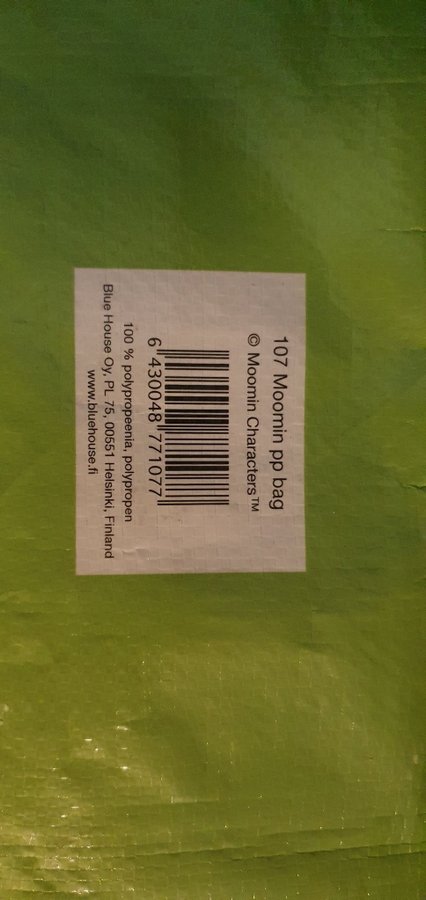 107 Moomin pp bag
© Moomin Characters™
6 430048 771077
100 % polypropeenia, polypropen
Blue House Oy, PL 75, 00551 Helsinki, Finland
www.bluehouse.fi